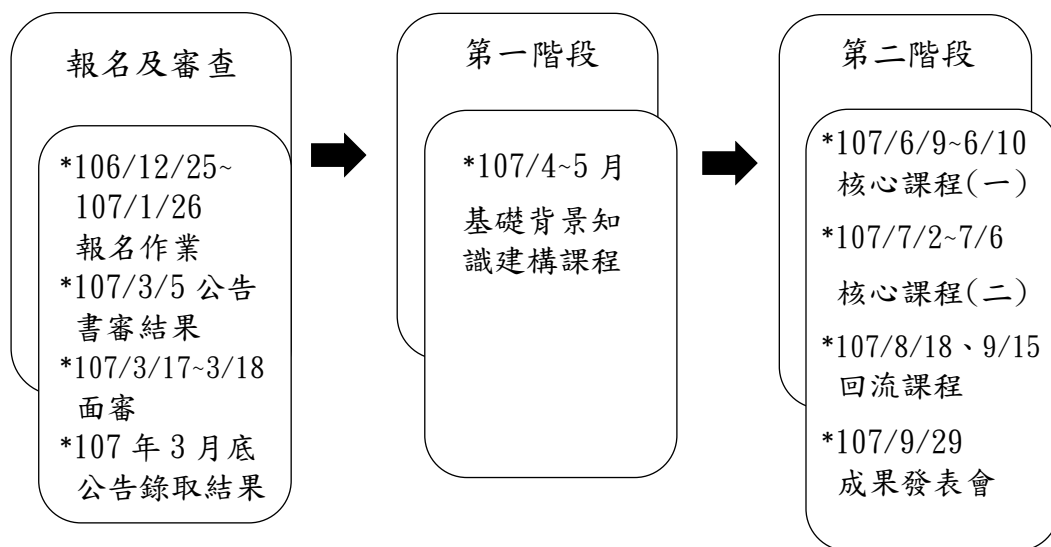 報名及審查
*106/12/25~
107/1/26
報名作業
*107/3/5 公告
書審結果
*107/3/17~3/18
面審
*107 年 3 月底
公告錄取結果
第一階段
*107/4~5 月
基礎背景知
識建構課程
第二階段
*107/6/9~6/10
核心課程(一)
*107/7/2~7/6
核心課程(二)
*107/8/18、9/15
回流課程
*107/9/29
成果發表會